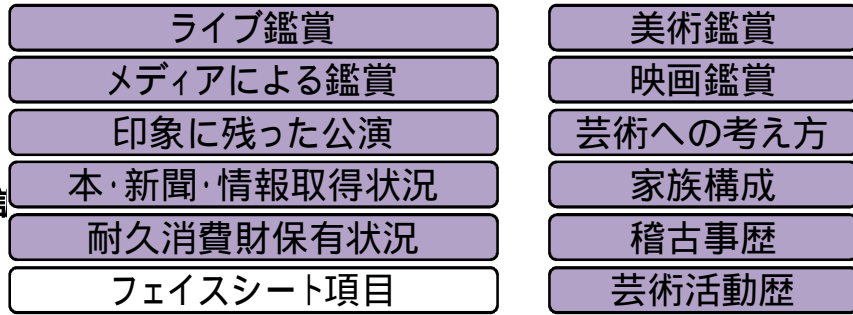 ライブ鑑賞
メディアによる鑑賞
印象に残った公演
本・新聞・情報取得状況
耐久消費財保有状況
フェイスシート項目
美術鑑賞
映画鑑賞
芸術への考え方
家族構成
稽古事歴
芸術活動歴